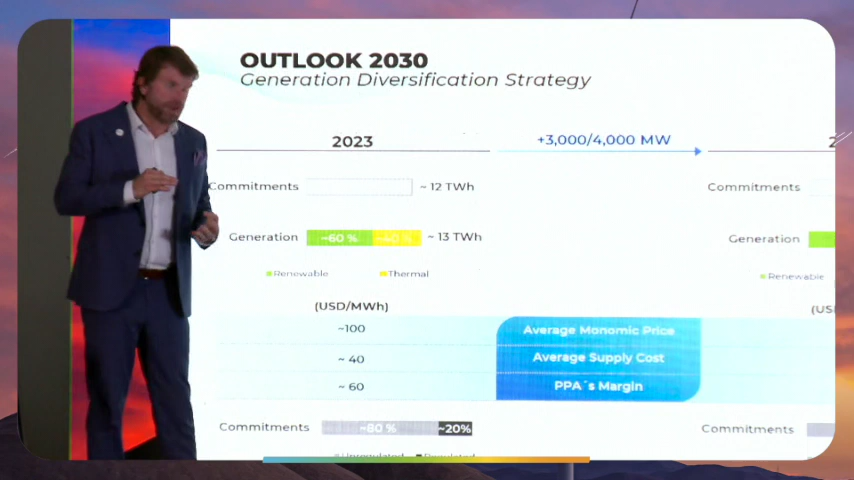 OUTLOOK 2030
Generation Diversification Strategy
2023
+3,000/4,000 MW
Commitments
~ 12 TWh
Commitments
Generation
~60 %
~40 %
~ 13 TWh
Generation
Renewable
Thermal
Renewable
(USD/MWh)
~100
Average Monomic Price
~ 40
Average Supply Cost
~ 60
PPA´s Margin
Commitments
~80 %
~20%
Commitments